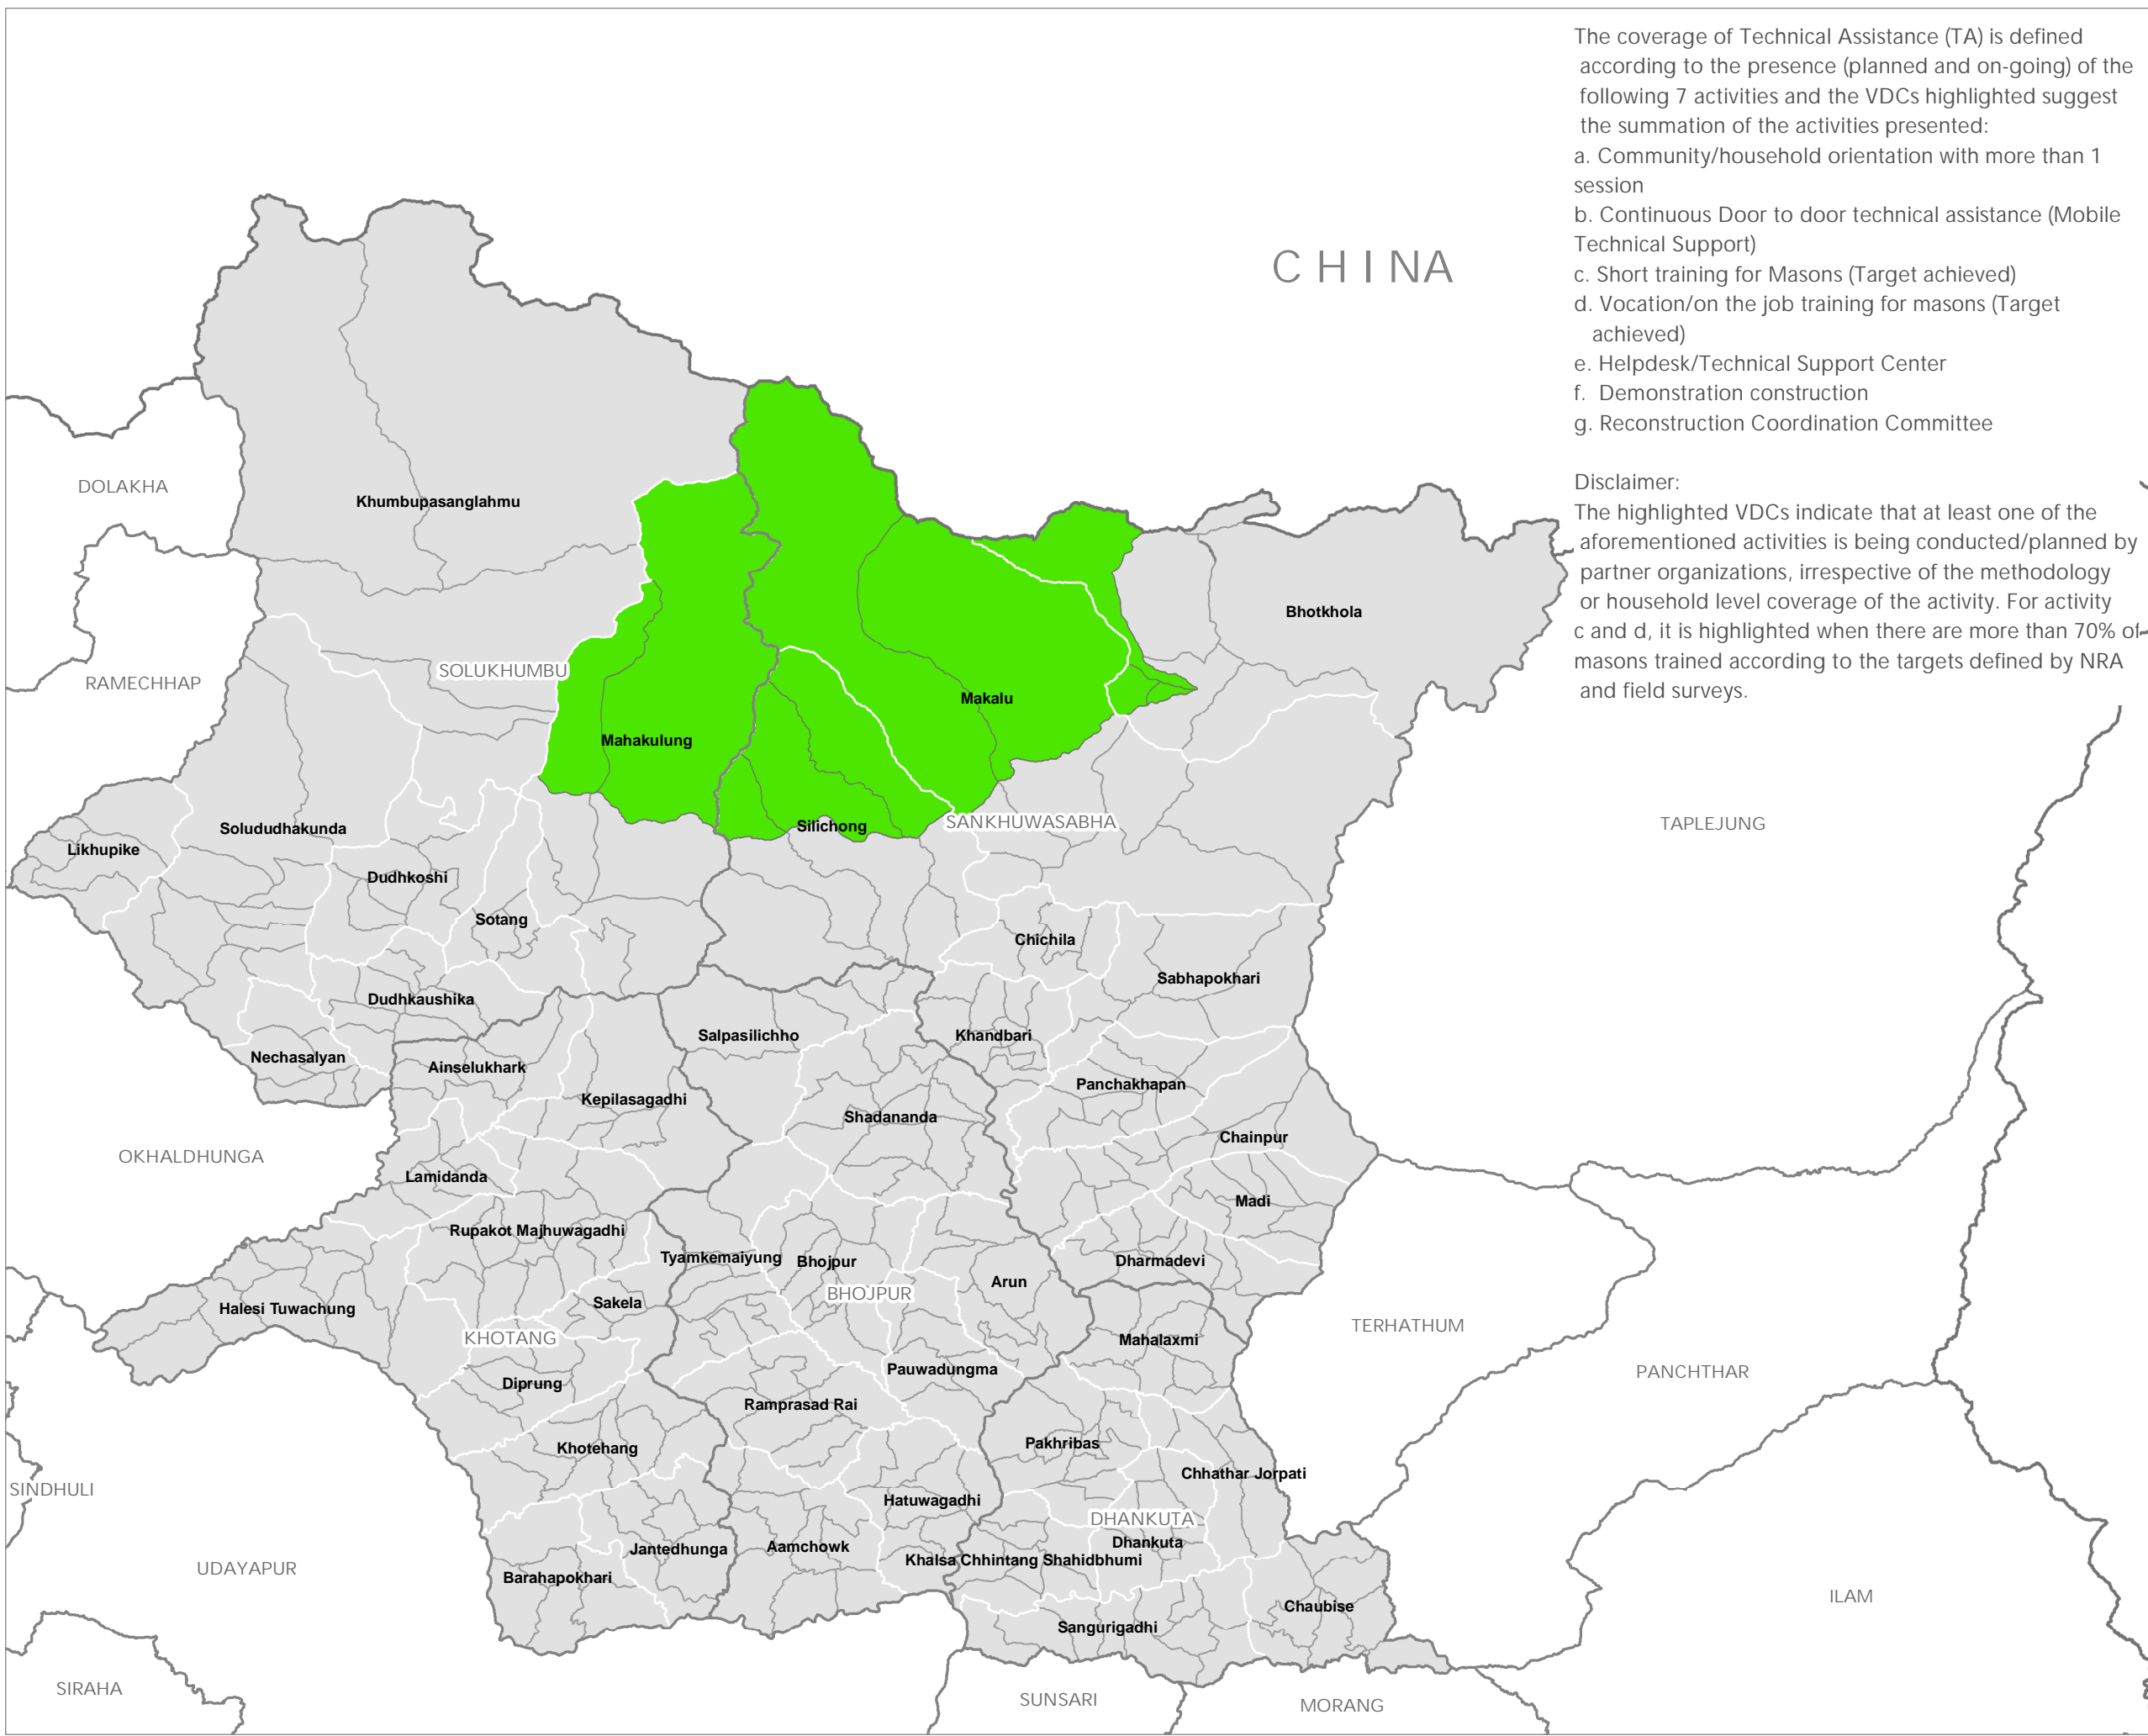 The coverage of Technical Assistance (TA) is defined
according to the presence (planned and on-going) of the
following 7 activities and the VDCs highlighted suggest
the summation of the activities presented:
a. Community/household orientation with more than 1
session
b. Continuous Door to door technical assistance (Mobile
Technical Support)
c. Short training for Masons (Target achieved)
d. Vocation/on the job training for masons (Target
achieved)
e. Helpdesk/Technical Support Center
f. Demonstration construction
g. Reconstruction Coordination Committee
Disclaimer:
The highlighted VDCs indicate that at least one of the
aforementioned activities is being conducted/planned by
partner organizations, irrespective of the methodology
or household level coverage of the activity. For activity
c and d, it is highlighted when there are more than 70% of
masons trained according to the targets defined by NRA
and field surveys.
CHINA
DOLAKHA
Khumbupasanglahmu
Bhotkhola
SOLUKHUMBU
RAMECHHAP
Makalu
Mahakulung
Silichong
SANKHUWASABHA
TAPLEJUNG
Solududhakunda
Likhupike
Dudhkoshi
Sotang
Chichila
Sabhapokhari
Dudhkaushika
Salpasilichho
Khandbari
Nechasalyan
Ainselukhark
Panchakhapan
Kepilasagadhi
Shadananda
Chainpur
OKHALDHUNGA
Lamidanda
Madi
Rupakot Majhuwagadhi
Tyamkemaiyung
Bhojpur
Dharmadevi
Arun
BHOJPUR
Sakela
Halesi Tuwachung
KHOTANG
TERHATHUM
Mahalaxmi
Pauwadungma
PANCHTHAR
Diprung
Ramprasad Rai
Khotehang
Pakhribas
Chhathar Jorpati
SINDHULI
Hatuwagadhi
DHANKUTA
Dhankuta
Jantedhunga
Aamchowk
Khalsa Chhintang Shahidbhumi
UDAYAPUR
Barahapokhari
ILAM
Chaubise
Sangurigadhi
SIRAHA
SUNSARI
MORANG